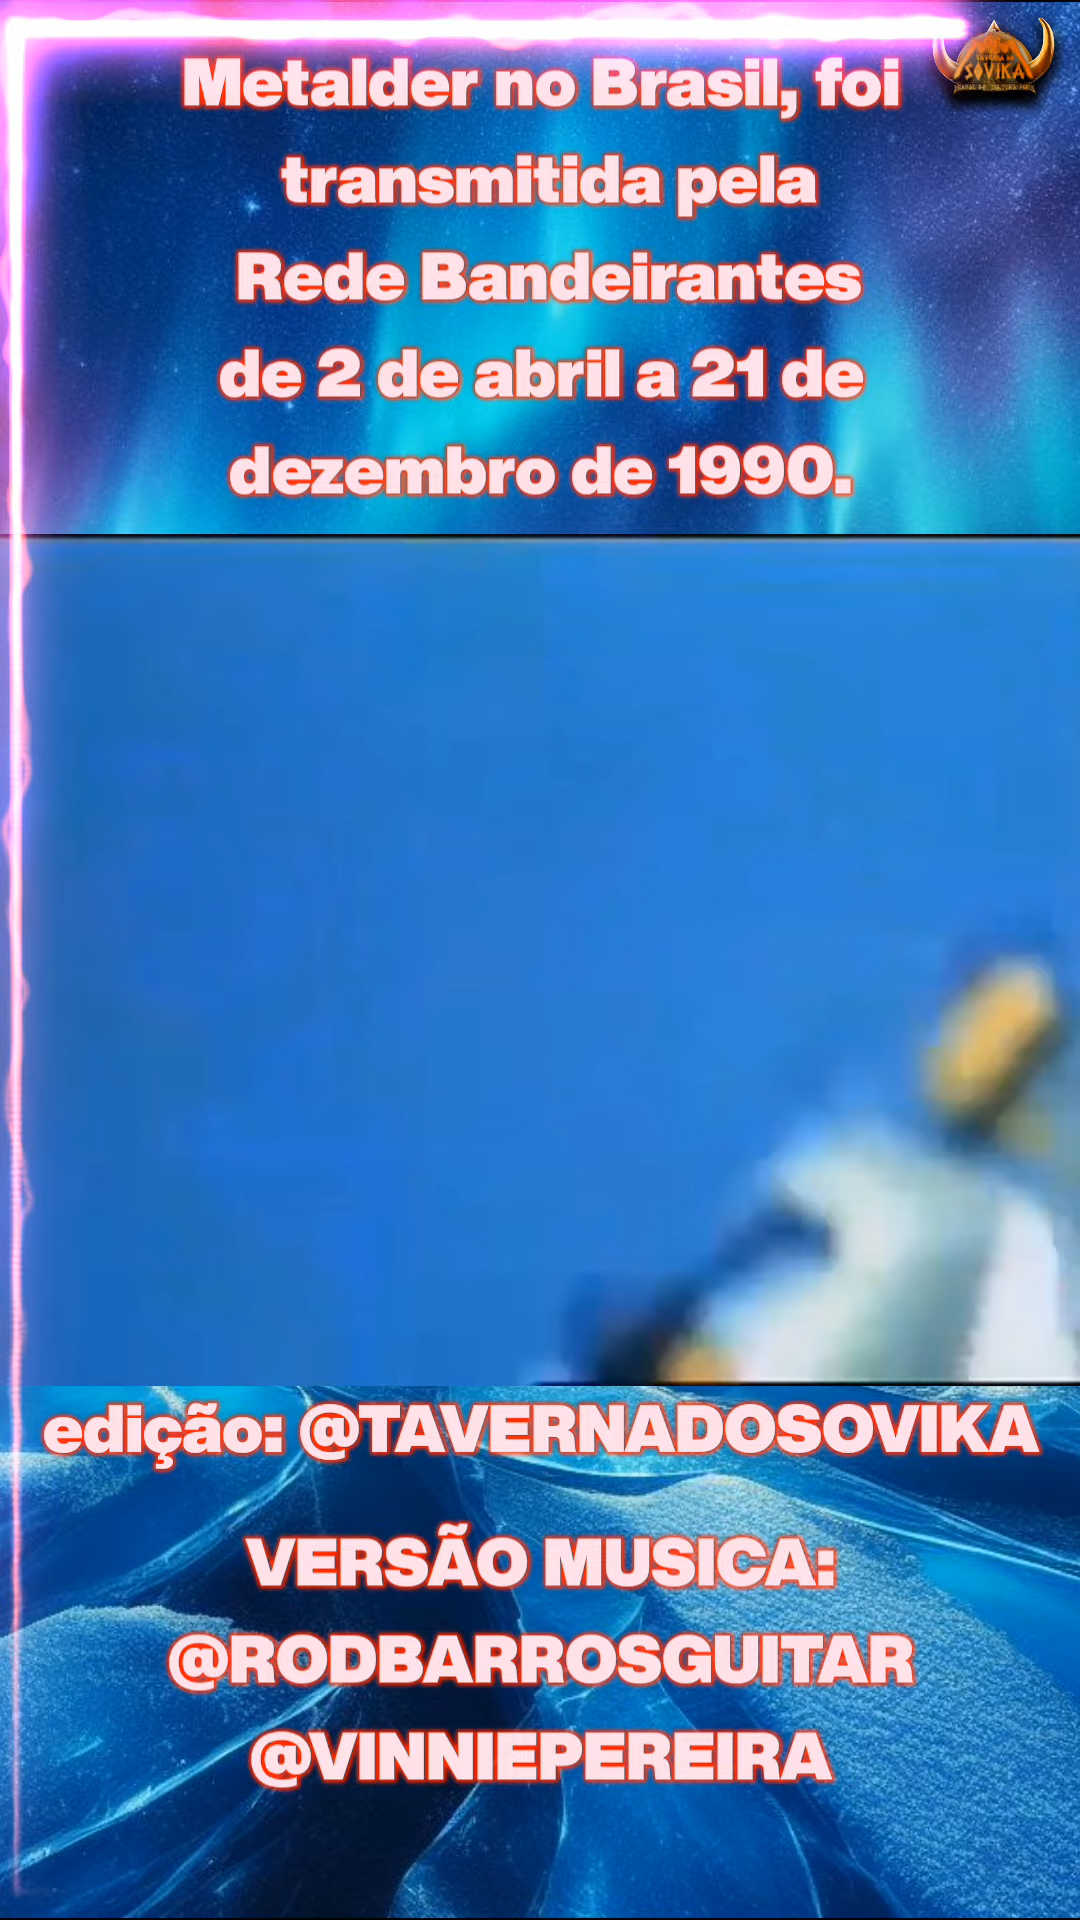 SOVIKA
Metalder no Brasil, foi
transmitida pela
Rede Bandeirantes
de 2 de abril a 21 de
dezembro de 1990.
edição: @TAVERNADOSOVIKA
VERSÃO MUSICA:
@RODBARROSGUITAR
@VINNIEPEREIRA